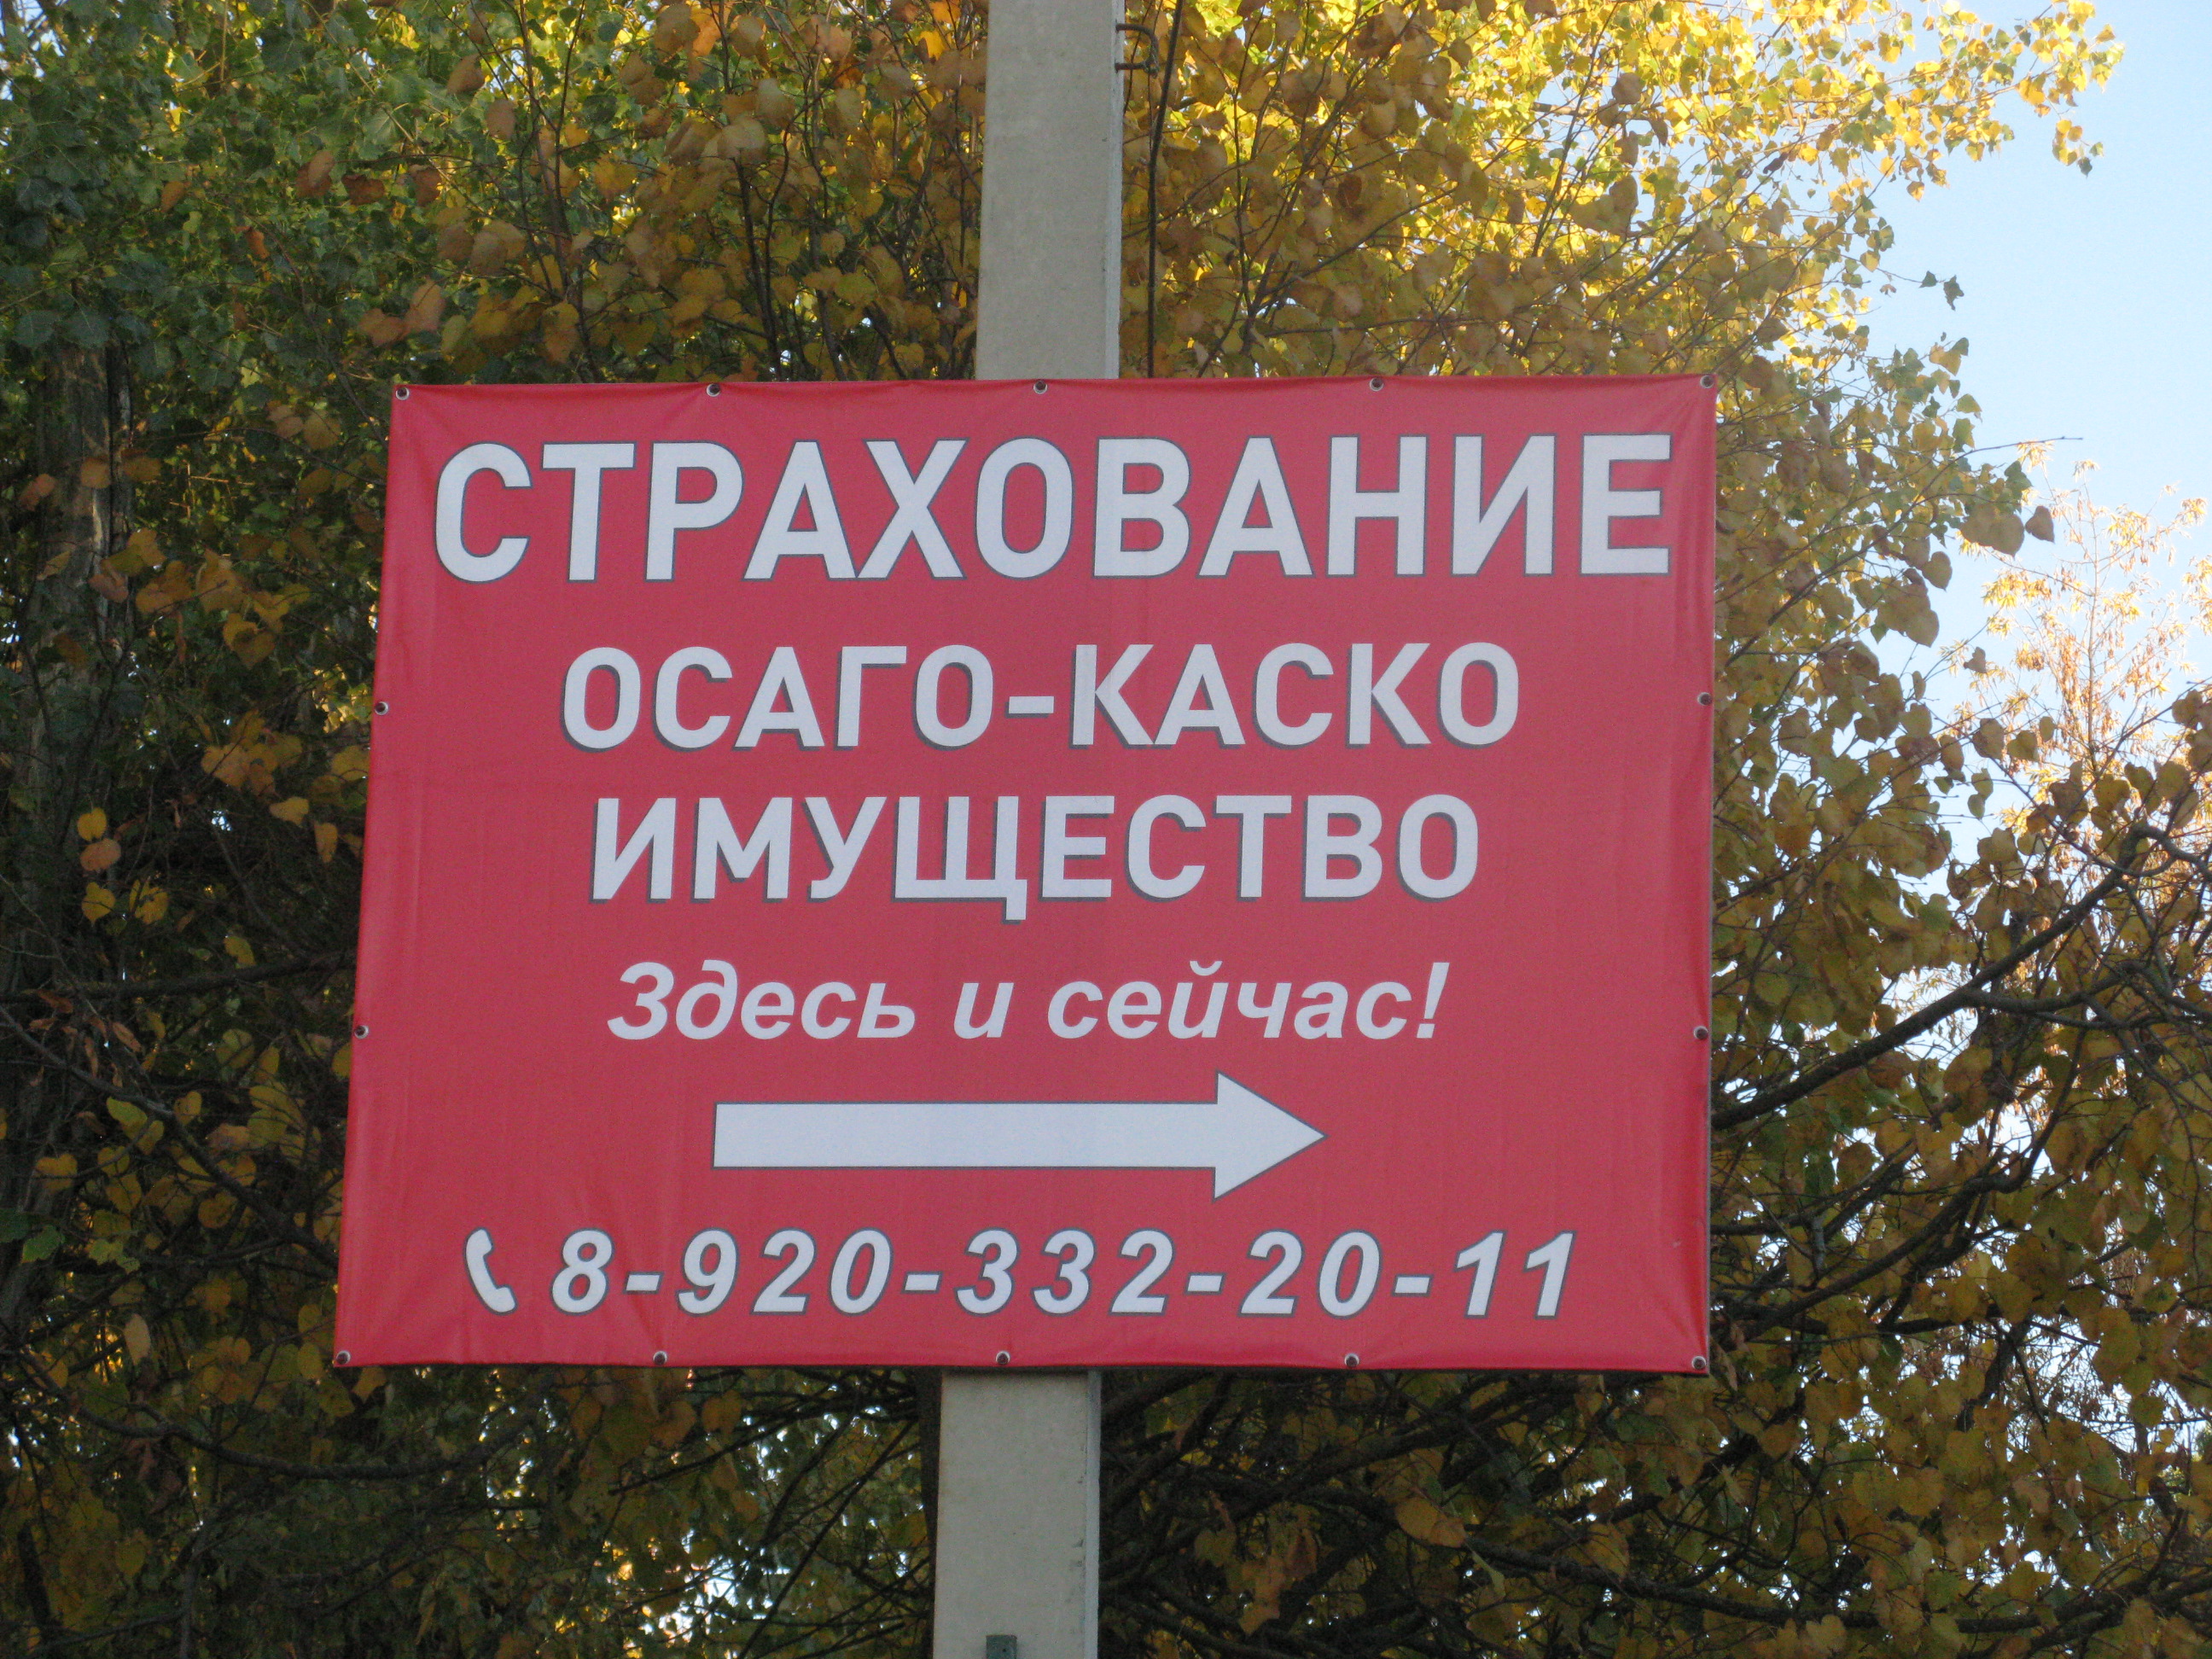 СТРАХОВАНИЕ
ОСАГО-КАСКО
ИМУЩЕСТВО
Здесь и сейчас!
8-920-332-20-11